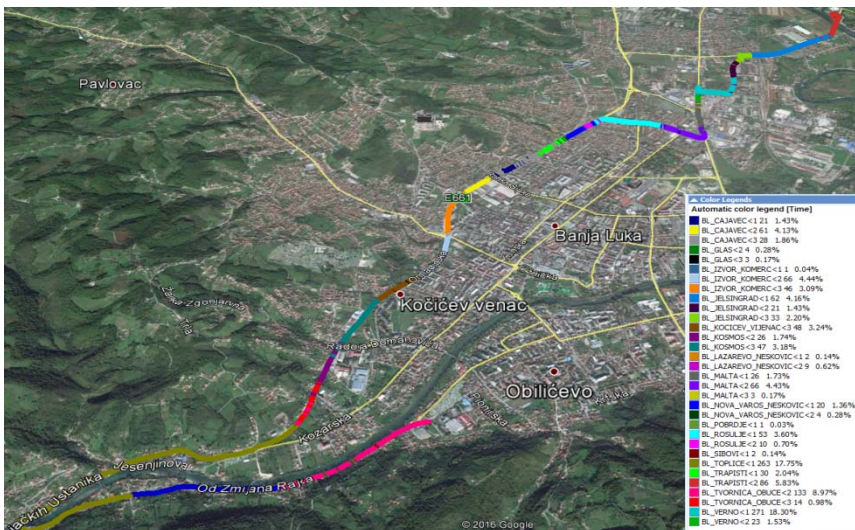 Pavlovac
E661
Banja Luka
Kočićev venac
Obilićevo
Kozarska
Jesenjinova
Od Zmijana Rajka
© 2016 Google
Color Legends
Automatic color legend [Time]
BL_CAJAVEC<1 21 1.43%
BL_CAJAVEC<2 61 4.13%
BL_CAJAVEC<3 28 1.86%
BL_GLAS<2 4 0.28%
BL_GLAS<3 3 0.17%
BL_IZVOR_KOMERC<1 1 0.04%
BL_IZVOR_KOMERC<2 66 4.44%
BL_IZVOR_KOMERC<3 46 3.09%
BL_JELSINGRAD<1 62 4.16%
BL_JELSINGRAD<2 21 1.43%
BL_JELSINGRAD<3 33 2.20%
BL_KOCICEV_VIJENAC<3 48 3.24%
BL_KOSMOS<2 26 1.74%
BL_KOSMOS<3 47 3.18%
BL_LAZAREVO_NESKOVIC<1 2 0.14%
BL_LAZAREVO_NESKOVIC<2 9 0.62%
BL_MALTA<1 26 1.73%
BL_MALTA<2 66 4.43%
BL_MALTA<3 3 0.17%
BL_NOVA_VAROS_NESKOVIC<1 20 1.36%
BL_NOVA_VAROS_NESKOVIC<2 4 0.28%
BL_POBRDJE<1 1 0.03%
BL_ROSULJE<1 53 3.60%
BL_ROSULJE<2 10 0.70%
BL_SIBOVI<1 2 0.14%
BL_TOPLICE<1 263 17.75%
BL_TRAPISTI<1 30 2.04%
BL_TRAPISTI<2 86 5.83%
BL_TVORNICA_OBUCE<2 133 8.97%
BL_TVORNICA_OBUCE<3 14 0.98%
BL_VERNO<1 271 18.30%
BL_VERNO<2 23 1.53%